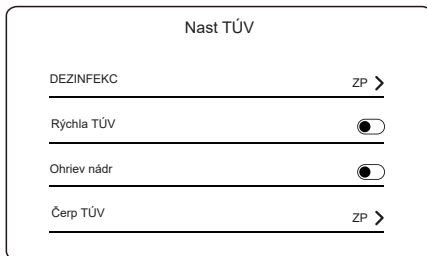 Nast TÚV
DEZINFEKC ZP
Rýchla TÚV
Ohriev nádr
Čerp TÚV ZP